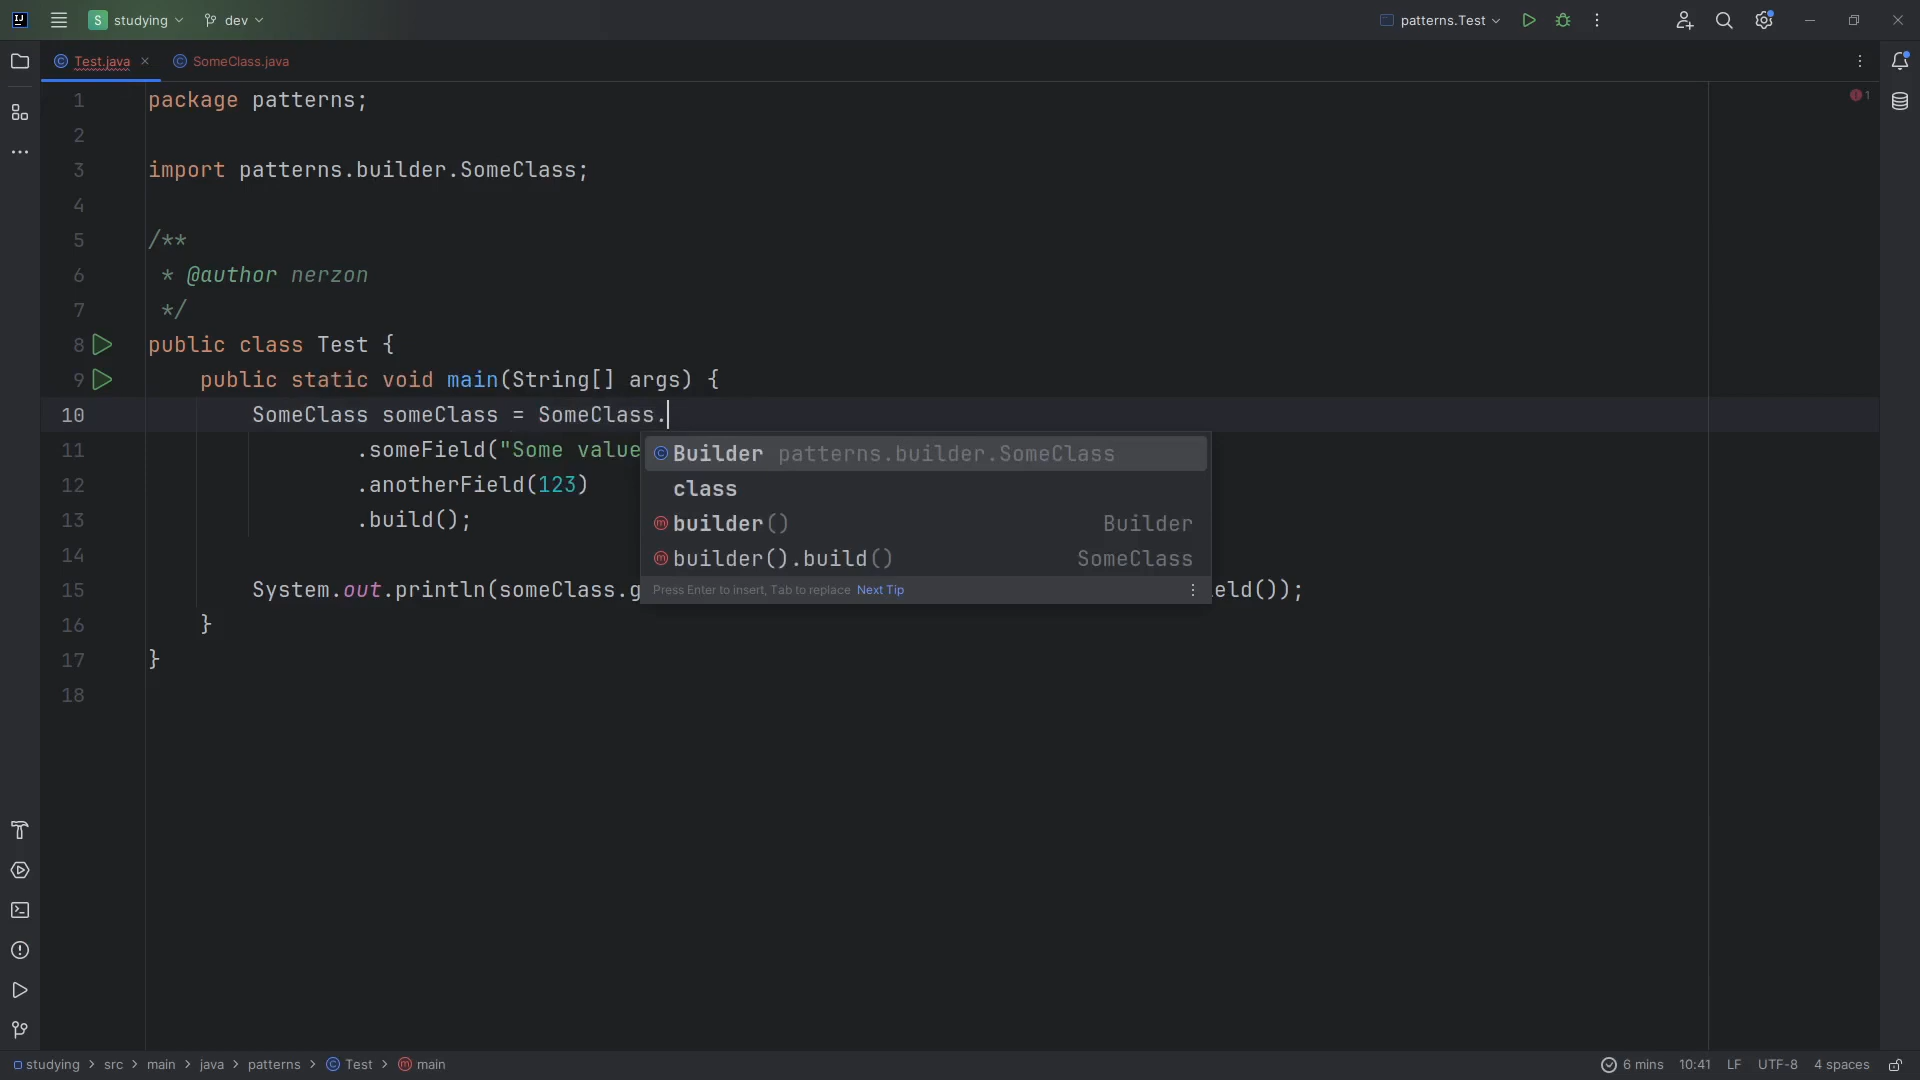 IJ
S studying dev patterns.Test
Test.java SomeClass.java
1 package patterns; 1
2
3 import patterns.builder.SomeClass;
4
5 /**
6 * @author nerzon
7 */
8 public class Test {
9 public static void main(String[] args) {
10 SomeClass someClass = SomeClass.
11 .someField("Some value
Builder patterns.builder.SomeClass
12 .anotherField(123)
class
13 .build();
builder() Builder
14
builder().build() SomeClass
15 System.out.println(someClass.g eld());
Press Enter to insert, Tab to replace Next Tip
16 }
17 }
18
studying > src > main > java > patterns > Test > main 6 mins 10:41 LF UTF-8 4 spaces